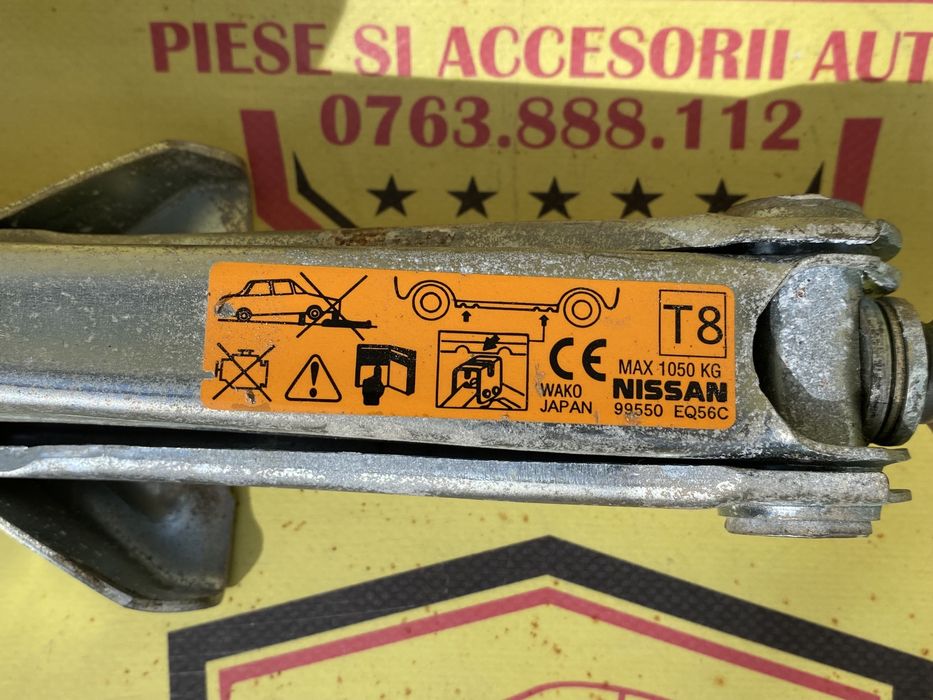 PIESE SI ACCESORII AUT
0763.888.112
T8
CE
MAX 1050 KG
WAKO
JAPAN
NISSAN
99550 EQ56C